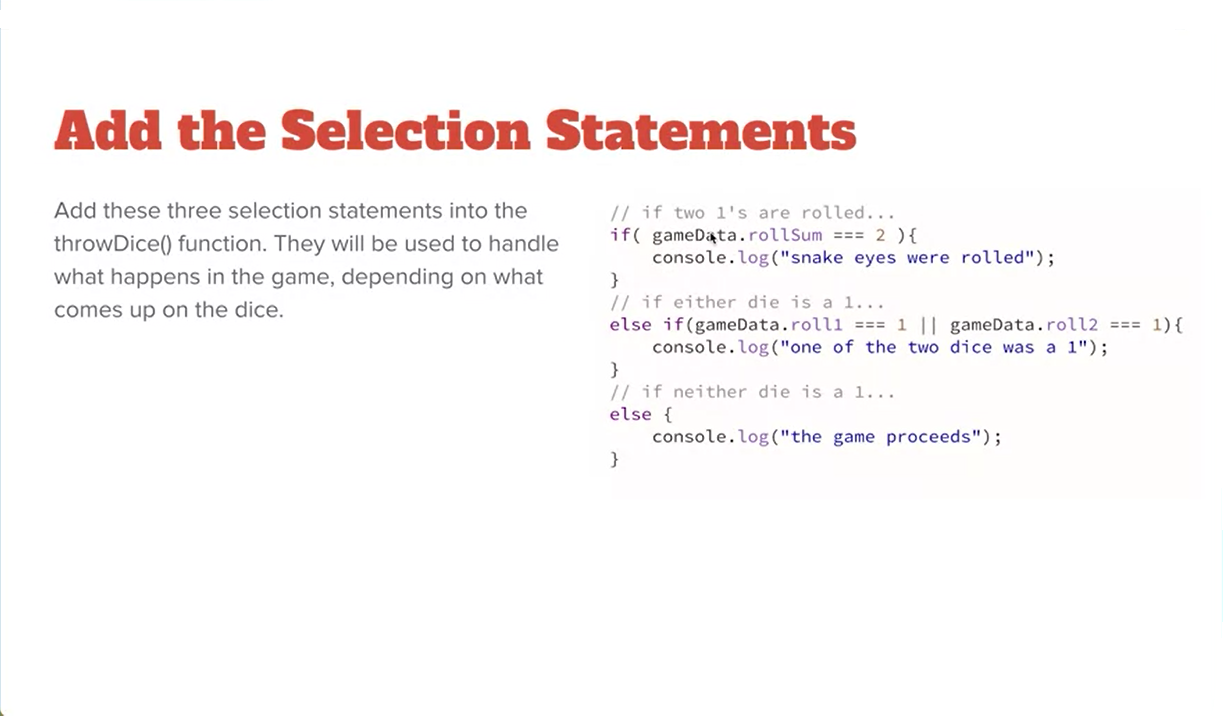 Add the Selection Statements
Add these three selection statements into the
throwDice() function. They will be used to handle
what happens in the game, depending on what
comes up on the dice.
// if two 1's are rolled...
if( gameData.rollSum === 2 ){
    console.log("snake eyes were rolled");
}
// if either die is a 1...
else if(gameData.roll1 === 1 || gameData.roll2 === 1){
    console.log("one of the two dice was a 1");
}
// if neither die is a 1...
else {
    console.log("the game proceeds");
}